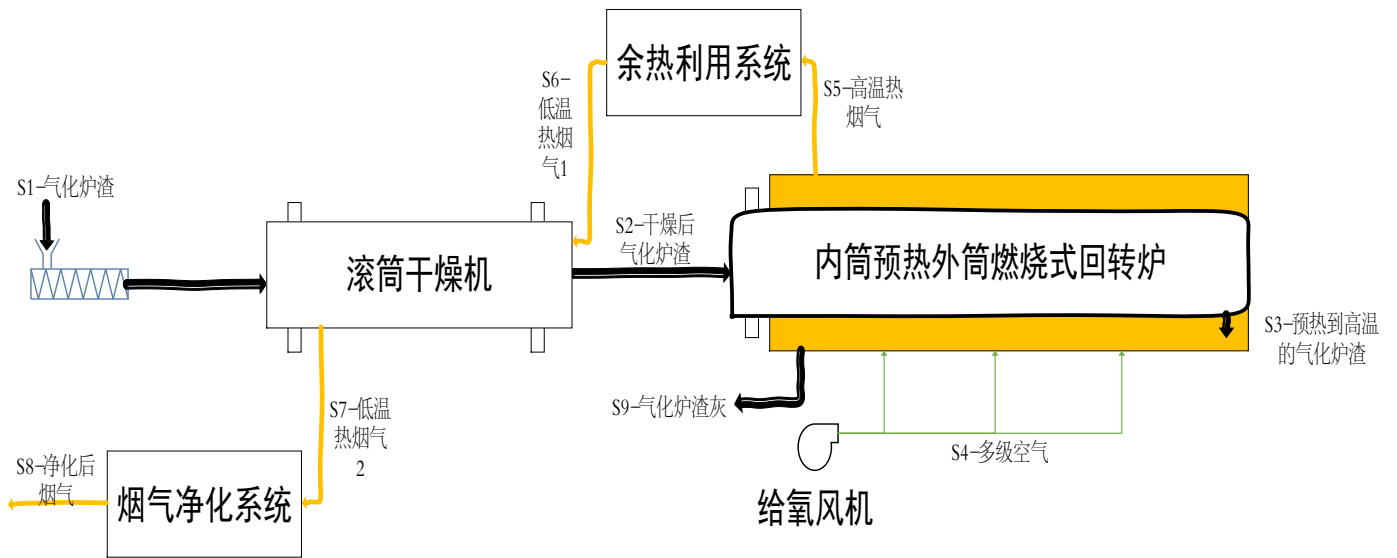 余热利用系统
S6-
低温
热烟
气1
S5-高温热
烟气
S1-气化炉渣
S2-干燥后
气化炉渣
滚筒干燥机
内筒预热外筒燃烧式回转炉
S3-预热到高温
的气化炉渣
S7-低温
热烟气
2
S9-气化炉渣灰
S4-多级空气
S8-净化后
烟气
烟气净化系统
给氧风机